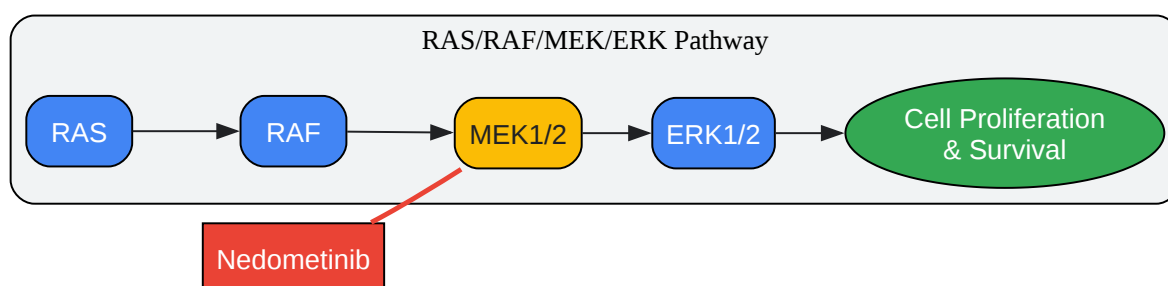 RAS/RAF/MEK/ERK Pathway
RAS
RAF
MEK1/2
ERK1/2
Cell Proliferation
& Survival
Nedometinib